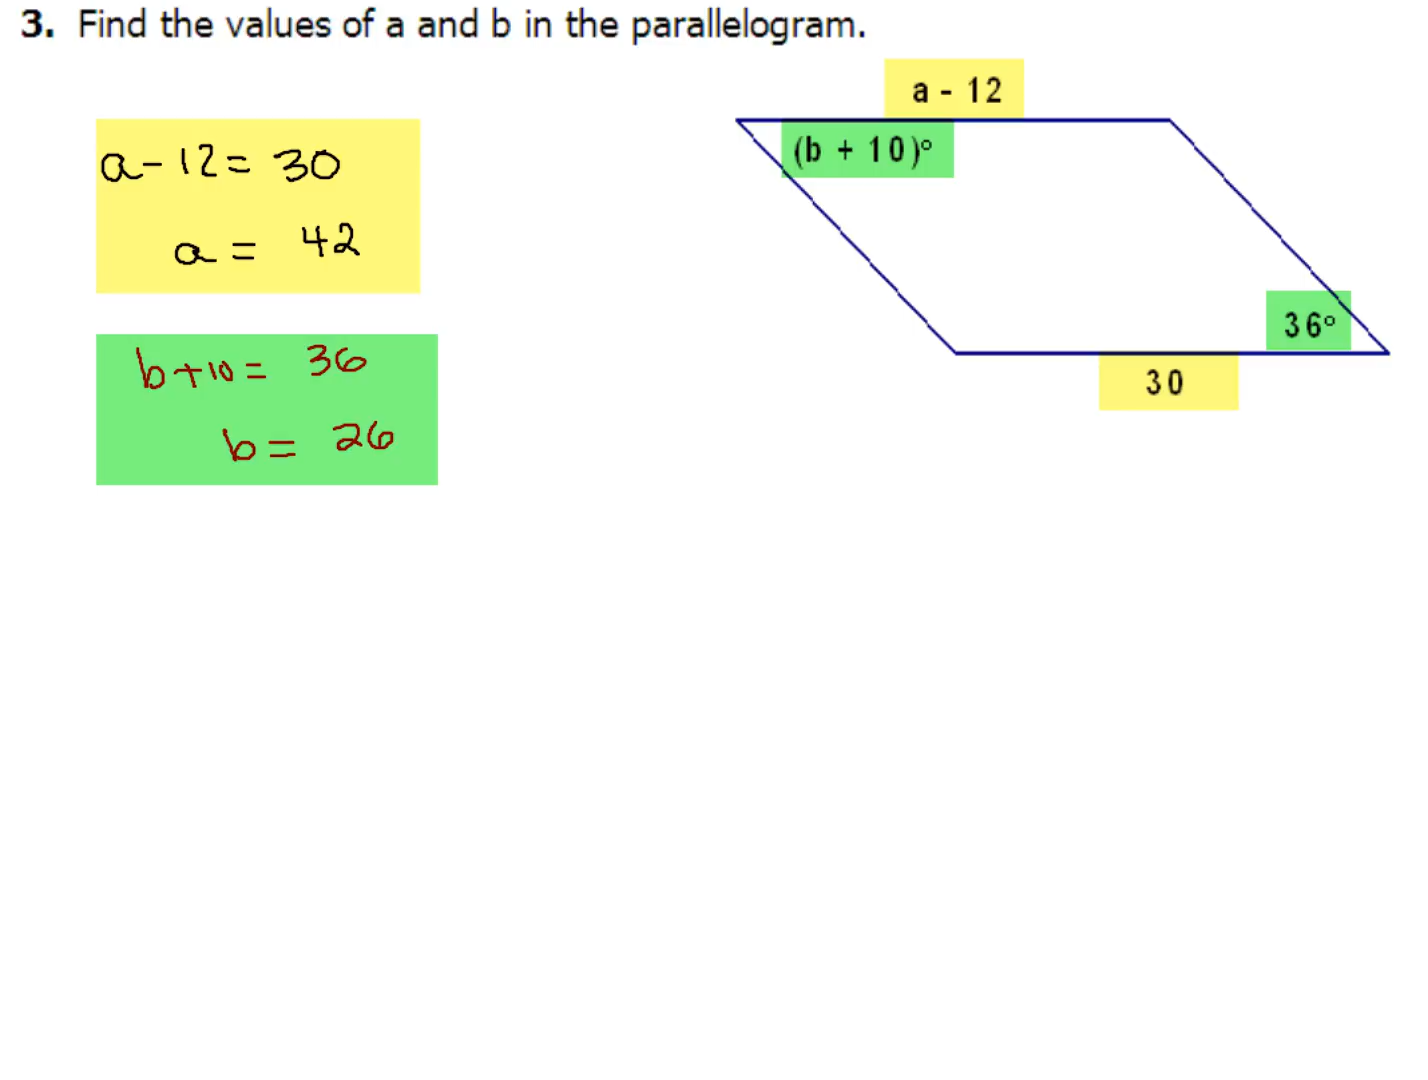 3. Find the values of a and b in the parallelogram.
a - 12
(b + 10)°
a - 12 = 30
a = 42
36°
b + 10 = 36
30
b = 26